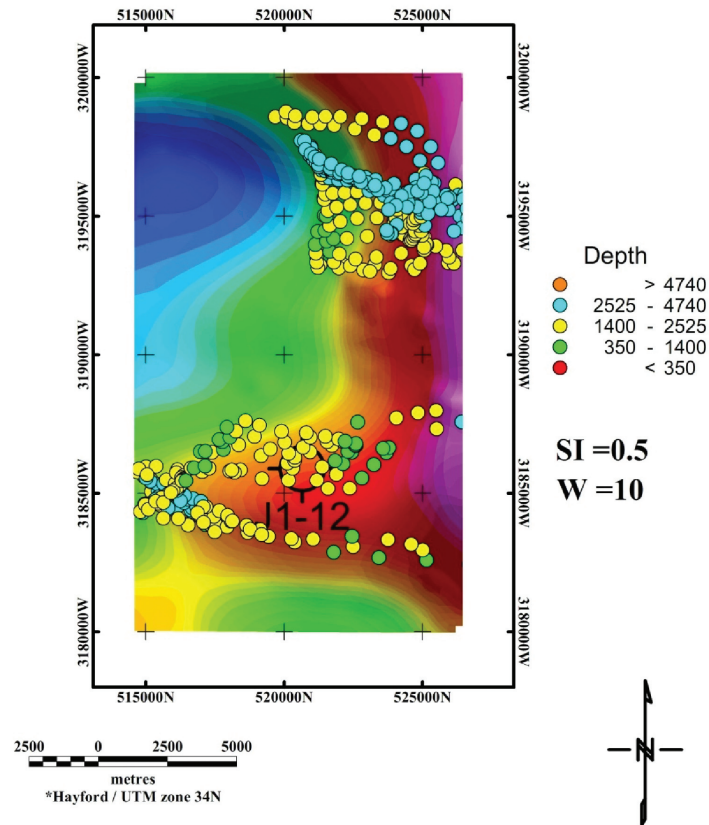 515000N 520000N 525000N
3200000W 3200000W
3195000W 3195000W
3190000W 3190000W
3185000W 3185000W
3180000W 3180000W
J1-12
515000N 520000N 525000N
Depth
> 4740
2525 - 4740
1400 - 2525
350 - 1400
< 350
SI =0.5
W =10
2500 0 2500 5000
metres
*Hayford / UTM zone 34N
N